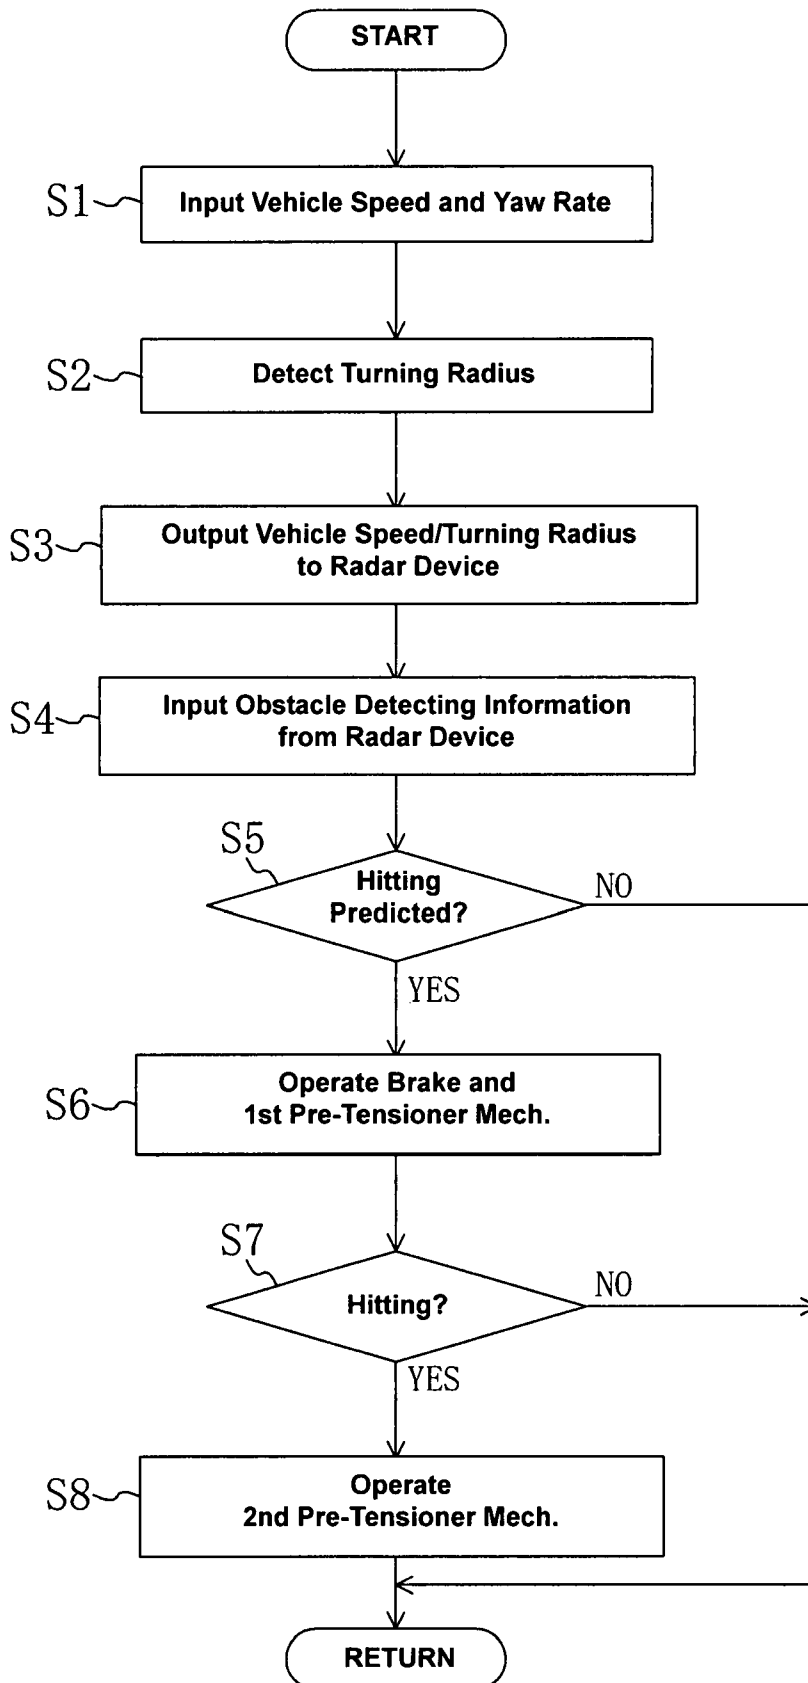 START
S1
Input Vehicle Speed and Yaw Rate
S2
Detect Turning Radius
S3
Output Vehicle Speed/Turning Radius
to Radar Device
S4
Input Obstacle Detecting Information
from Radar Device
S5
Hitting
Predicted?
NO
YES
S6
Operate Brake and
1st Pre-Tensioner Mech.
S7
Hitting?
NO
YES
S8
Operate
2nd Pre-Tensioner Mech.
RETURN